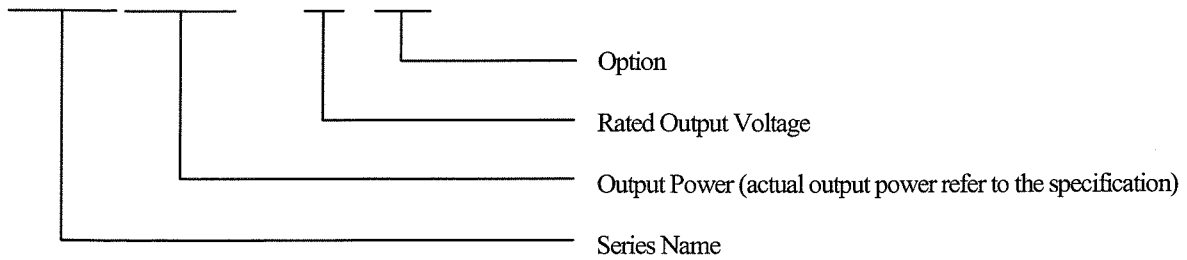 Option
Rated Output Voltage
Output Power (actual output power refer to the specification)
Series Name